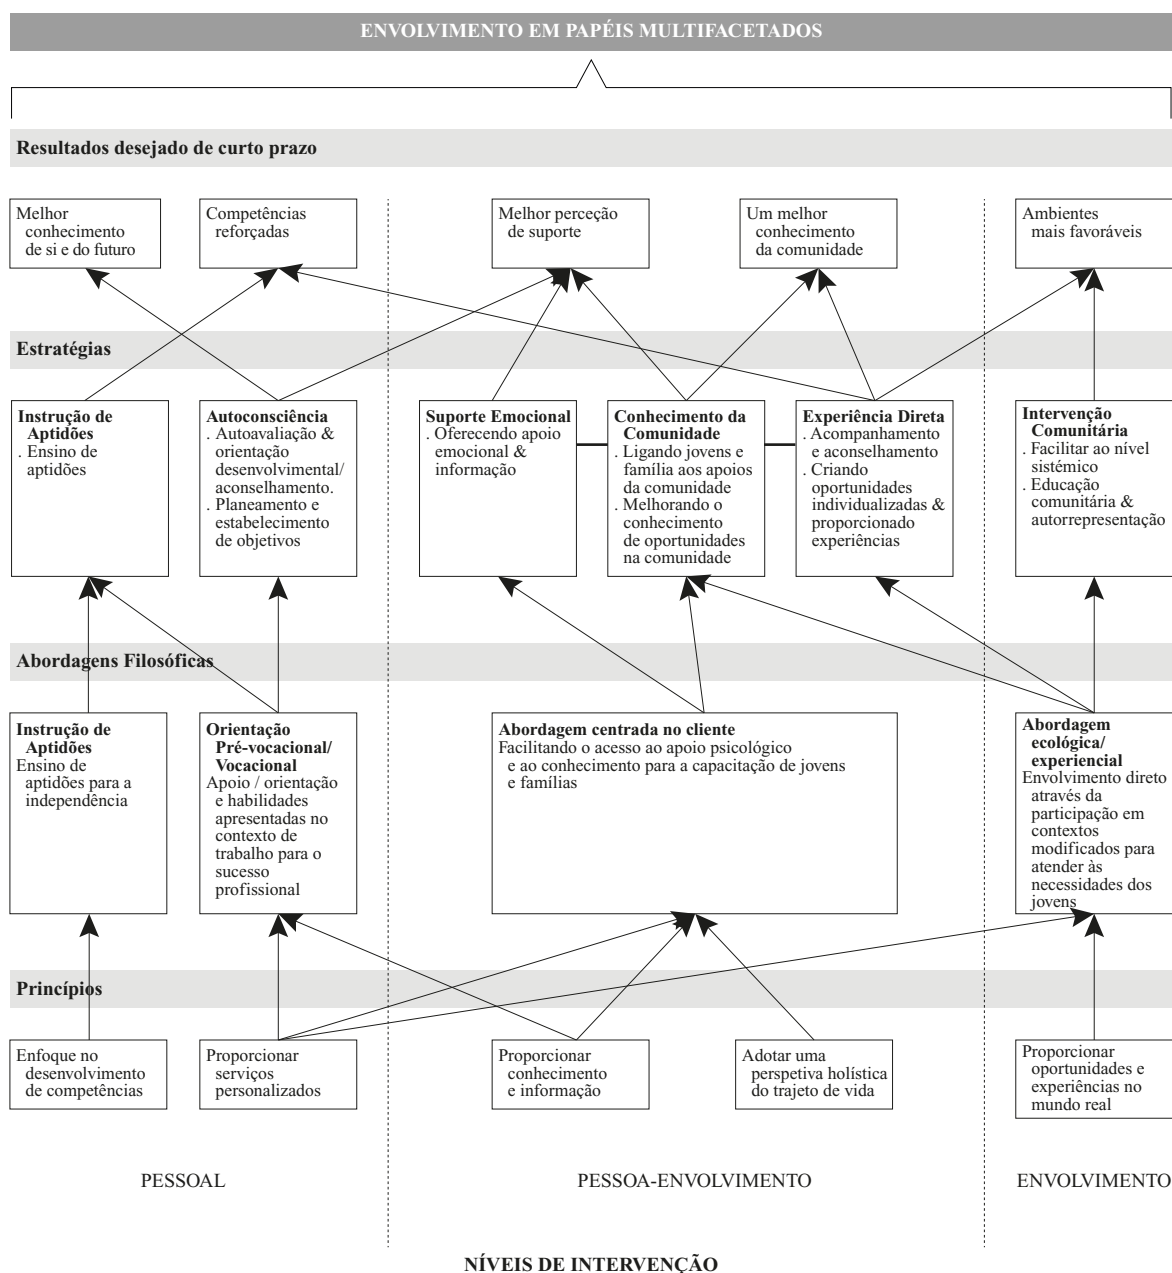 ENVOLVIMENTO EM PAPÉIS MULTIFACETADOS
Resultados desejado de curto prazo
Melhor
conhecimento
de si e do futuro
Competências
reforçadas
Melhor perceção
de suporte
Um melhor
conhecimento
da comunidade
Ambientes
mais favoráveis
Estratégias
Instrução de
Aptidões
. Ensino de
aptidões
Autoconsciência
. Autoavaliação &
orientação
desenvolvimental/
aconselhamento.
. Planeamento e
estabelecimento
de objetivos
Suporte Emocional
. Oferecendo apoio
emocional &
informação
Conhecimento da
Comunidade
. Ligando jovens e
família aos apoios
da comunidade
. Melhorando o
conhecimento
de oportunidades
na comunidade
Experiência Direta
. Acompanhamento
e aconselhamento
. Criando
oportunidades
individualizadas &
proporcionado
experiências
Intervenção
Comunitária
. Facilitar ao nível
sistémico
. Educação
comunitária &
autorrepresentação
Abordagens Filosóficas
Instrução de
Aptidões
Ensino de
aptidões para a
independência
Orientação
Pré-vocacional/
Vocacional
Apoio / orientação
e habilidades
apresentadas no
contexto de
trabalho para o
sucesso
profissional
Abordagem centrada no cliente
Facilitando o acesso ao apoio psicológico
e ao conhecimento para a capacitação de jovens
e famílias
Abordagem
ecológica/
experiencial
Envolvimento direto
através da
participação em
contextos
modificados para
atender às
necessidades dos
jovens
Princípios
Enfoque no
desenvolvimento
de competências
Proporcionar
serviços
personalizados
Proporcionar
conhecimento
e informação
Adotar uma
perspetiva holística
do trajeto de vida
Proporcionar
oportunidades e
experiências no
mundo real
PESSOAL
PESSOA-ENVOLVIMENTO
ENVOLVIMENTO
NÍVEIS DE INTERVENÇÃO